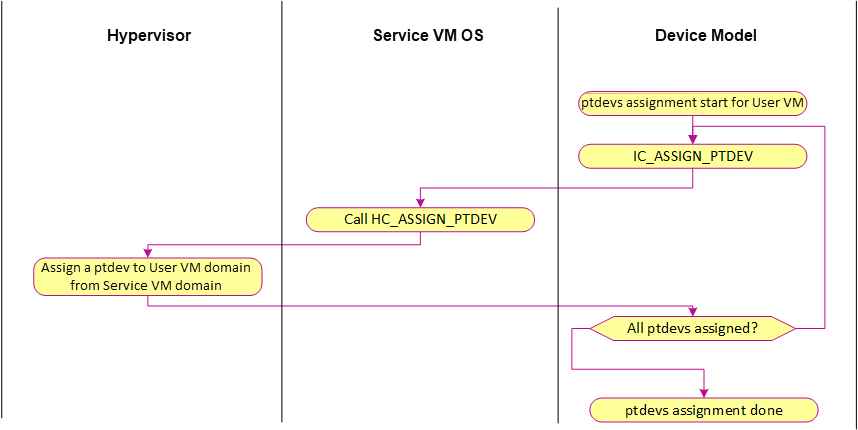 Hypervisor
Service VM OS
Device Model
ptdevs assignment start for User VM
IC_ASSIGN_PTDEV
Call HC_ASSIGN_PTDEV
Assign a ptdev to User VM domain
from Service VM domain
All ptdevs assigned?
ptdevs assignment done